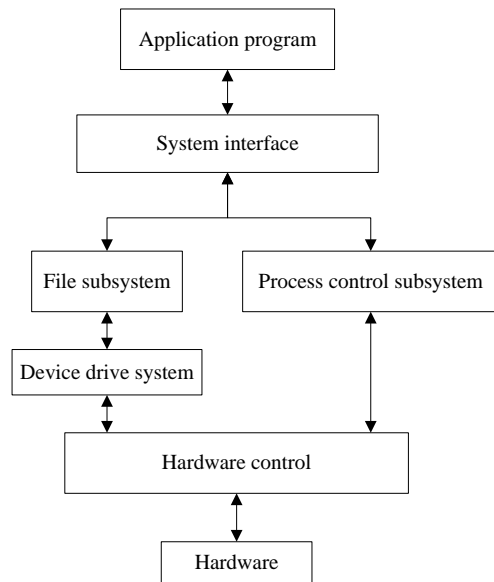 Application program
System interface
File subsystem
Process control subsystem
Device drive system
Hardware control
Hardware